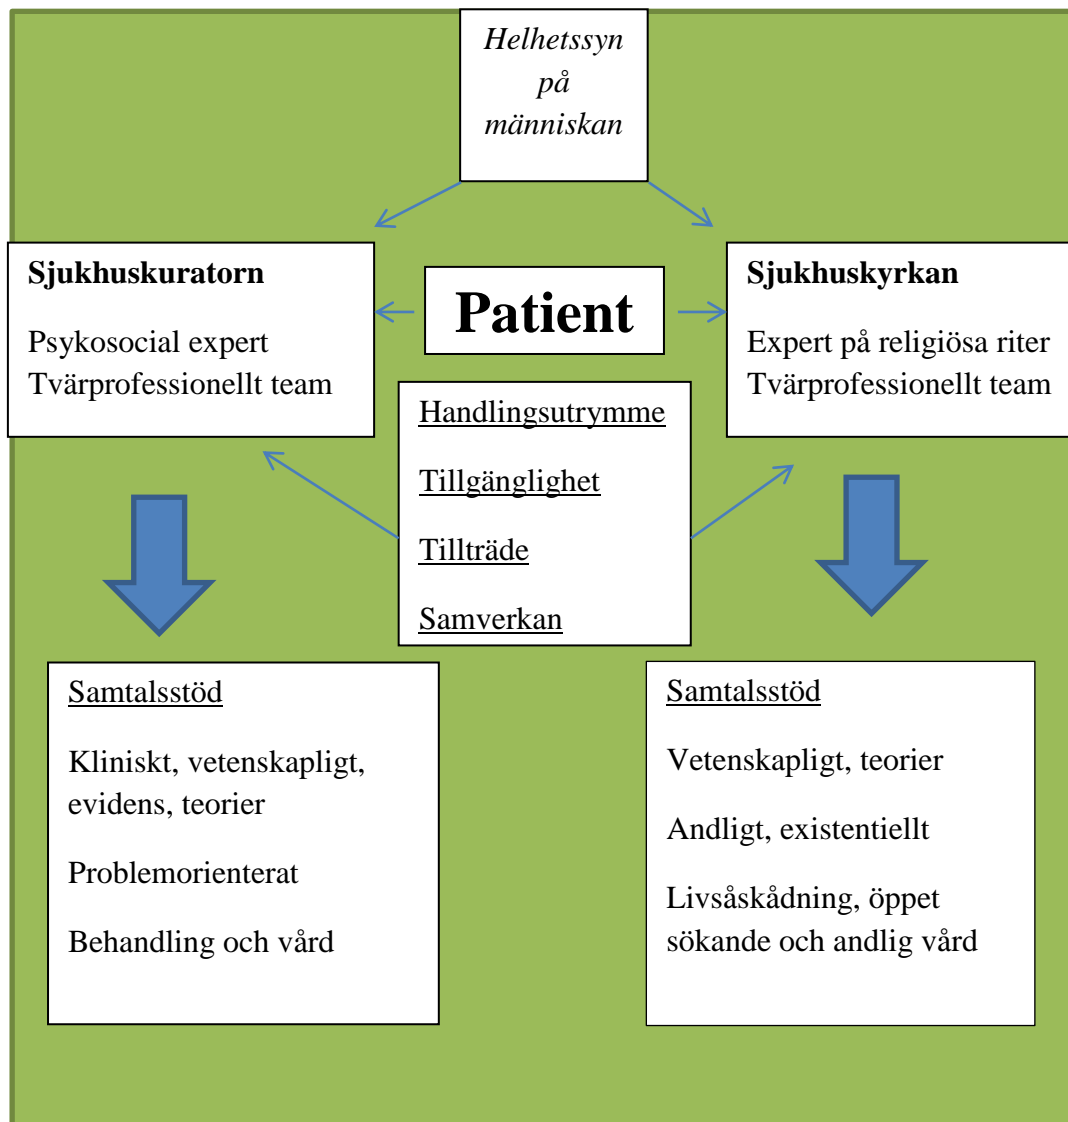 Helhetssyn
på
människan
Sjukhuskuratorn
Psykosocial expert
Tvärprofessionellt team
Patient
Sjukhuskyrkan
Expert på religiösa riter
Tvärprofessionellt team
Handlingsutrymme
Tillgänglighet
Tillträde
Samverkan
Samtalsstöd
Kliniskt, vetenskapligt,
evidens, teorier
Problemorienterat
Behandling och vård
Samtalsstöd
Vetenskapligt, teorier
Andligt, existentiellt
Livsåskådning, öppet
sökande och andlig vård